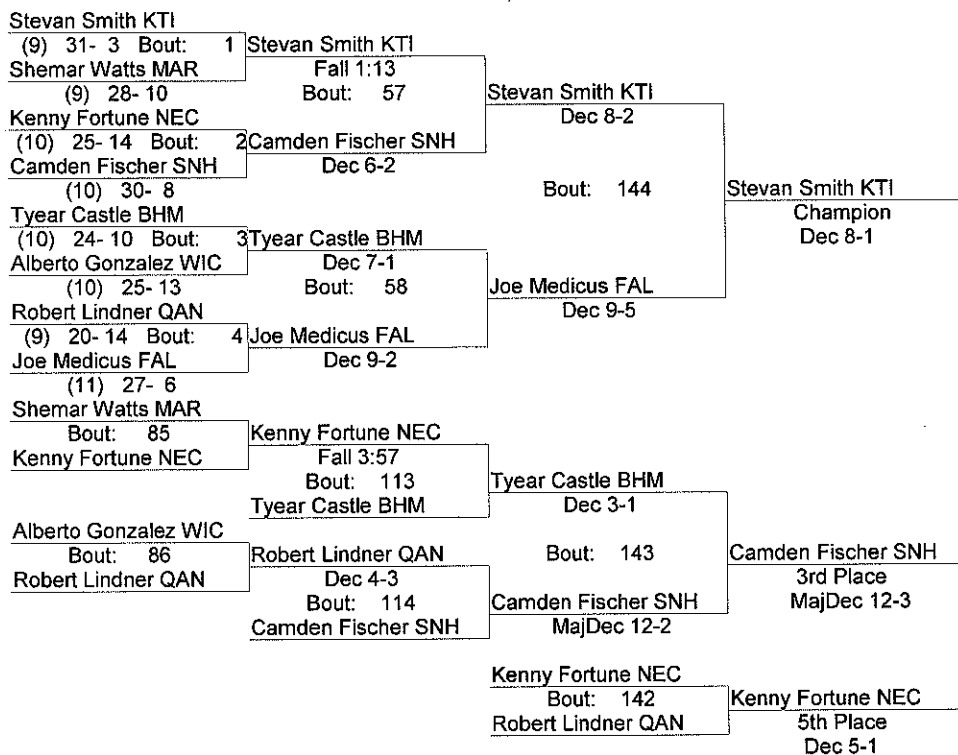 Stevan Smith KTI
(9) 31- 3 Bout: 1
Stevan Smith KTI
Shemar Watts MAR
Fall 1:13
(9) 28- 10
Bout: 57
Stevan Smith KTI
Kenny Fortune NEC
Dec 8-2
(10) 25- 14 Bout: 2
Camden Fischer SNH
Camden Fischer SNH
Dec 6-2
(10) 30- 8
Bout: 144
Stevan Smith KTI
Tyear Castle BHM
Champion
(10) 24- 10 Bout: 3
Tyear Castle BHM
Dec 8-1
Alberto Gonzalez WIC
Dec 7-1
(10) 25- 13
Bout: 58
Joe Medicus FAL
Robert Lindner QAN
Dec 9-5
(9) 20- 14 Bout: 4
Joe Medicus FAL
Joe Medicus FAL
Dec 9-2
(11) 27- 6
Shemar Watts MAR
Bout: 85
Kenny Fortune NEC
Kenny Fortune NEC
Fall 3:57
Bout: 113
Tyear Castle BHM
Tyear Castle BHM
Dec 3-1
Alberto Gonzalez WIC
Bout: 86
Robert Lindner QAN
Bout: 143
Camden Fischer SNH
Robert Lindner QAN
Dec 4-3
3rd Place
Bout: 114
Camden Fischer SNH
MajDec 12-3
Camden Fischer SNH
MajDec 12-2
Kenny Fortune NEC
Bout: 142
Kenny Fortune NEC
Robert Lindner QAN
5th Place
Dec 5-1